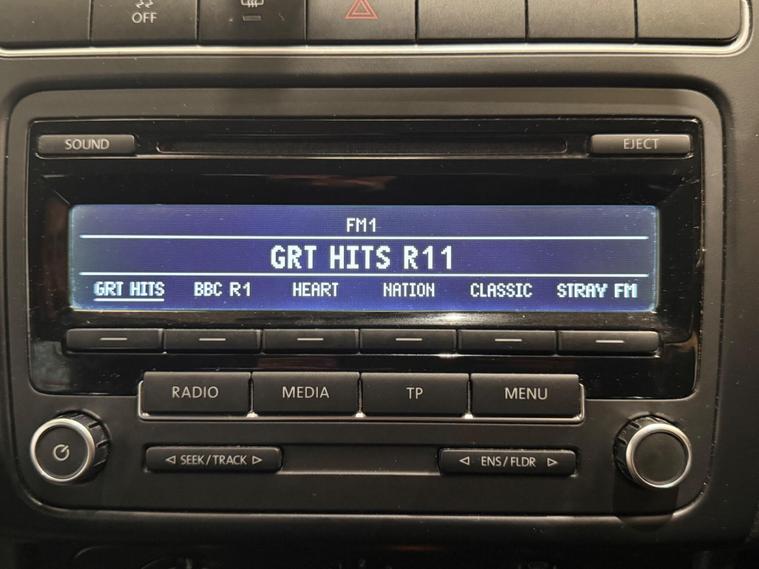 OFF
SOUND EJECT
FM1
GRT HITS R11
GRT HITS BBC R1 HEART NATION CLASSIC STRAY FM
RADIO MEDIA TP MENU
SEEK/TRACK ENS/FLDR